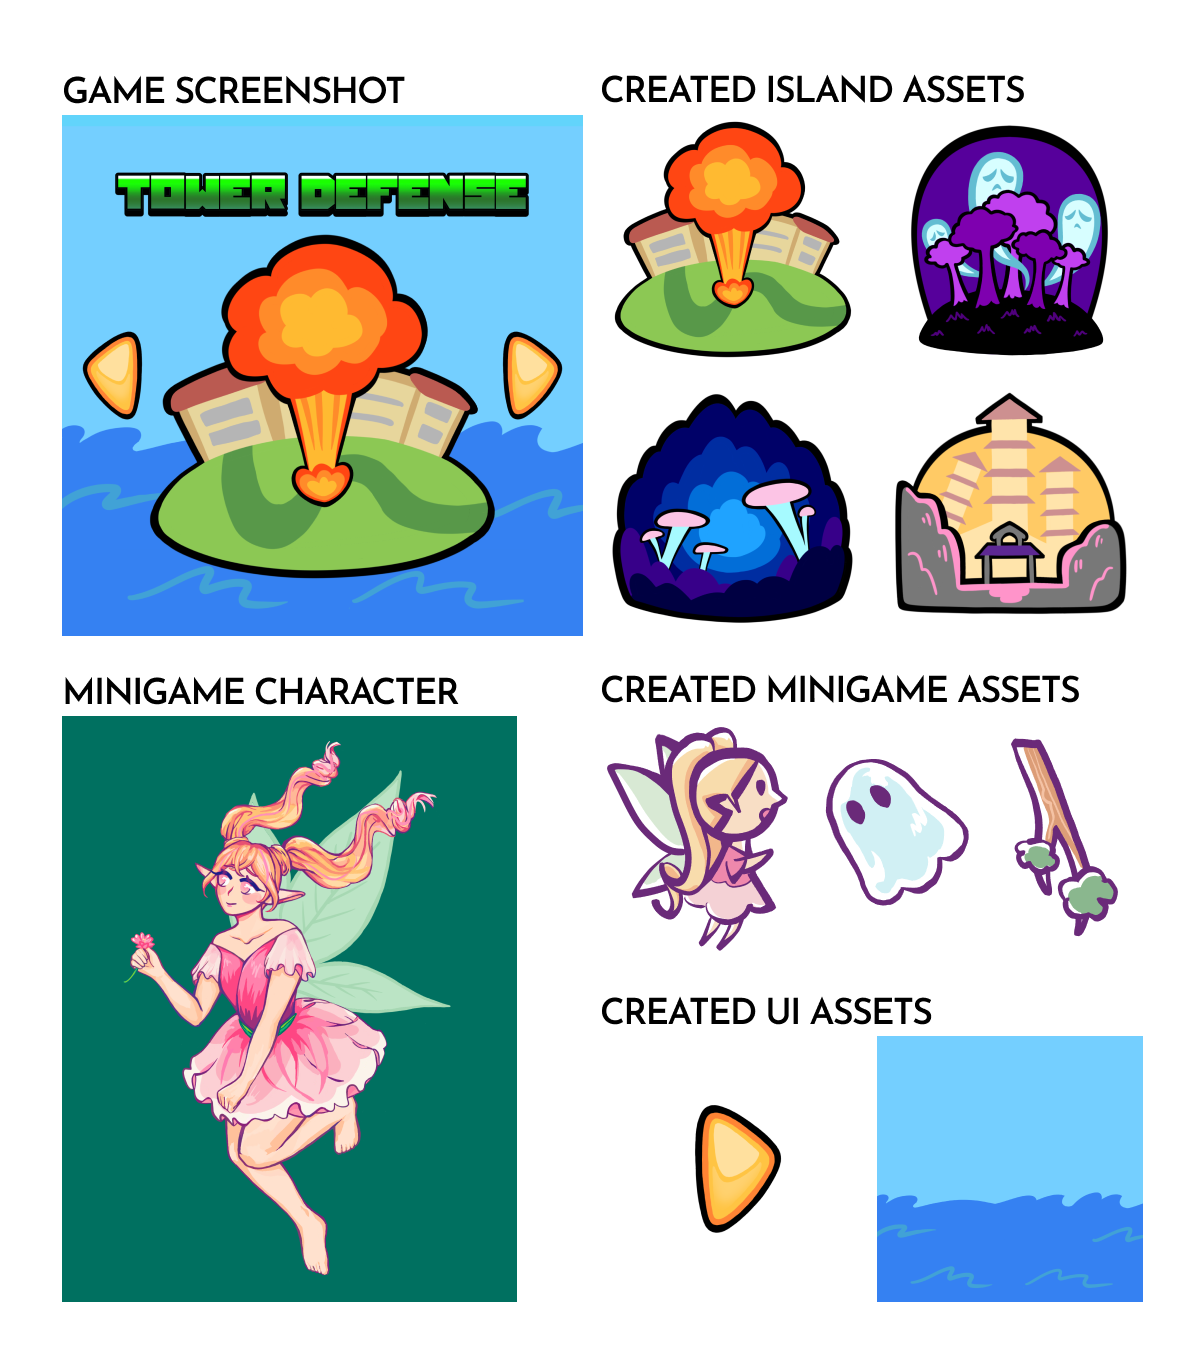 GAME SCREENSHOT
CREATED ISLAND ASSETS
TOWER DEFENSE
MINIGAME CHARACTER
CREATED MINIGAME ASSETS
CREATED UI ASSETS